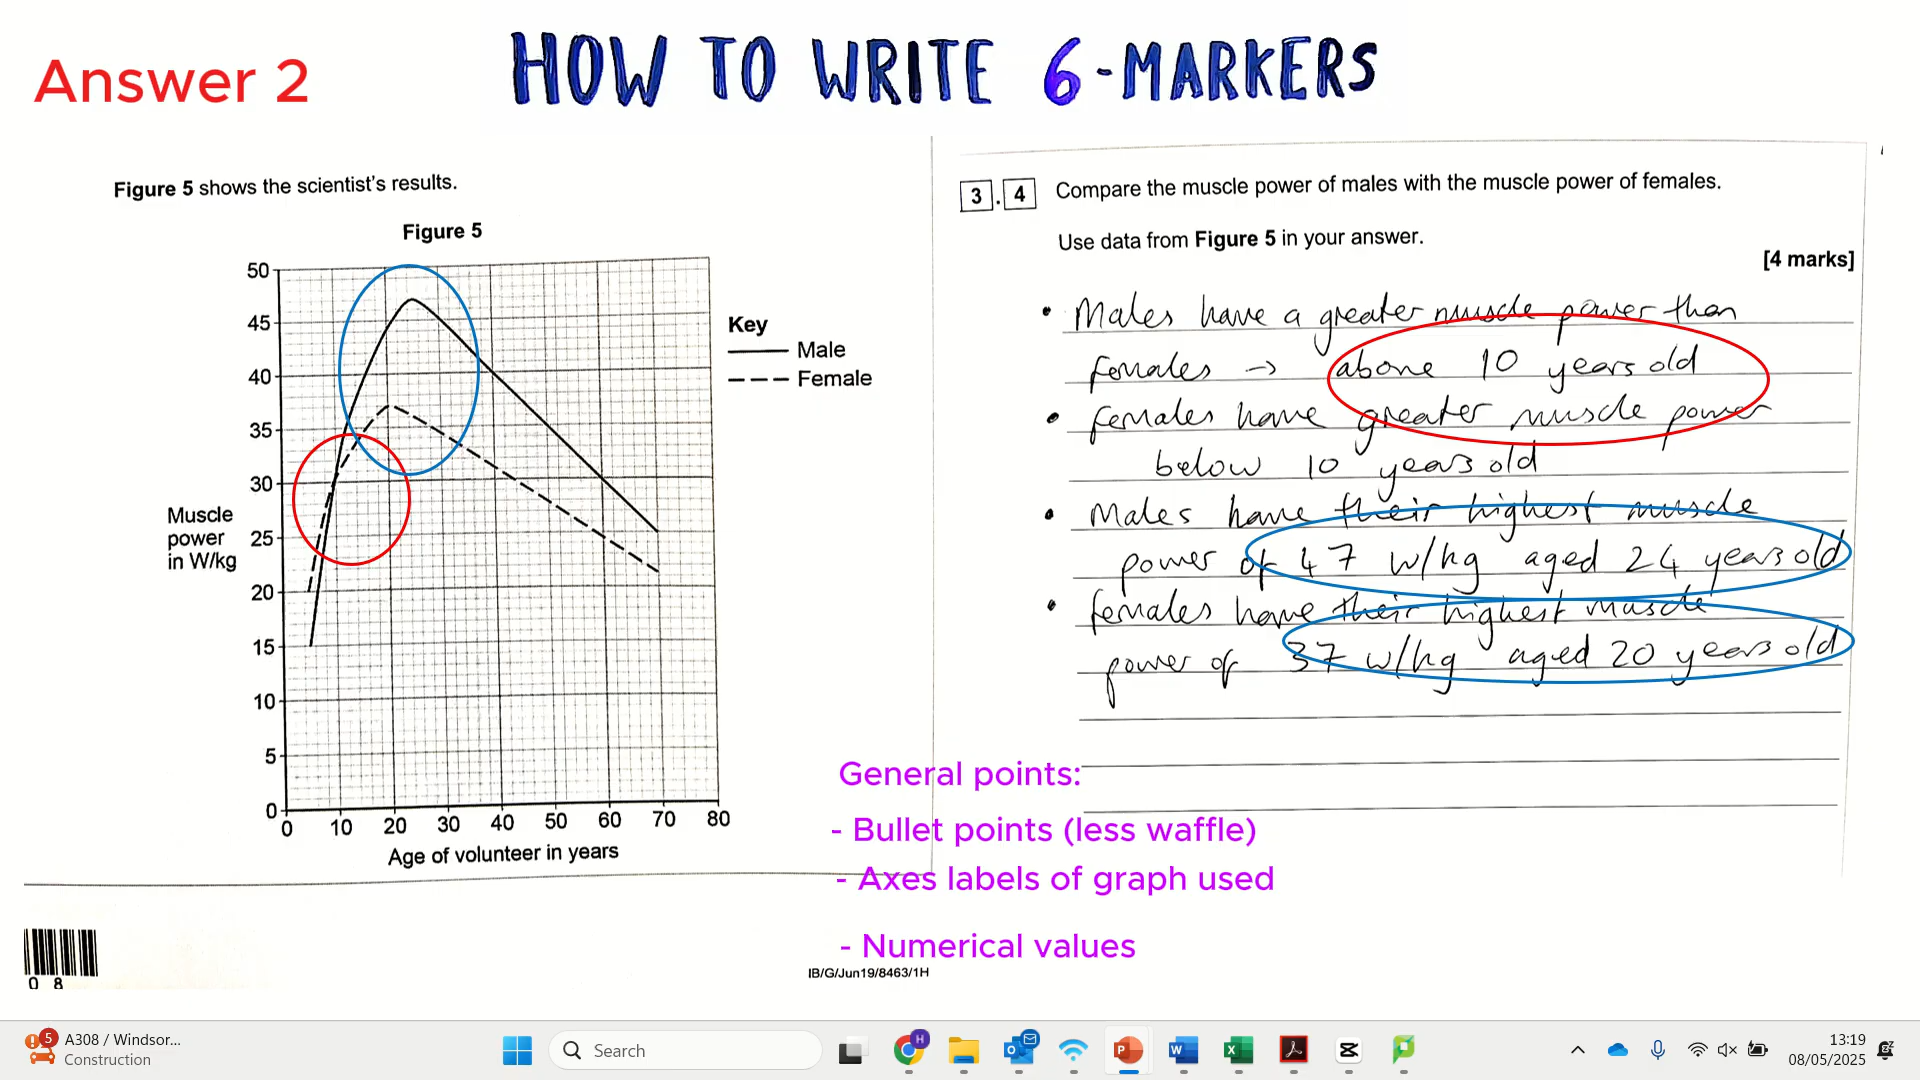 Answer 2
HOW TO WRITE 6-MARKERS
Figure 5 shows the scientist's results.
Figure 5
50
45
40
35
30
25
20
15
10
5
0
Muscle
power
in W/kg
0 10 20 30 40 50 60 70 80
Age of volunteer in years
Key
Male
Female
0 8
IB/G/Jun19/8463/1H
3 . 4 Compare the muscle power of males with the muscle power of females.
Use data from Figure 5 in your answer.
[4 marks]
• Males have a greater muscle power than
females → above 10 years old
• females have greater muscle power
below 10 years old
• Males have their highest muscle
power of 47 w/kg aged 24 years old
• females have their highest muscle
power of 37 w/kg aged 20 years old
General points:
- Bullet points (less waffle)
- Axes labels of graph used
- Numerical values
5
A308 / Windsor...
Construction
Search
H
13:19
08/05/2025